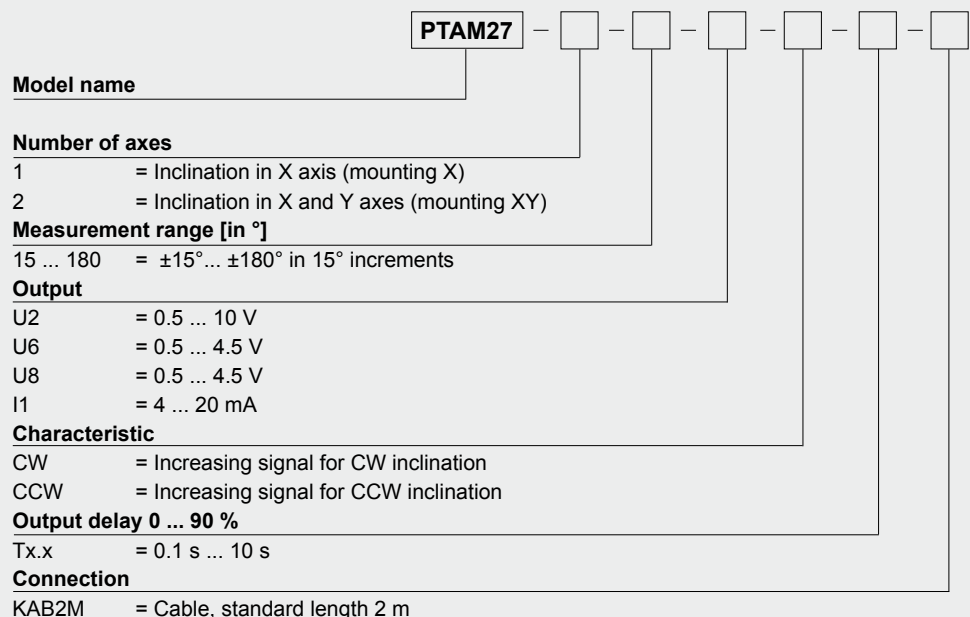 PTAM27 – – – – – –
Model name
Number of axes
1 = Inclination in X axis (mounting X)
2 = Inclination in X and Y axes (mounting XY)
Measurement range [in °]
15 ... 180 = ±15°... ±180° in 15° increments
Output
U2 = 0.5 ... 10 V
U6 = 0.5 ... 4.5 V
U8 = 0.5 ... 4.5 V
I1 = 4 ... 20 mA
Characteristic
CW = Increasing signal for CW inclination
CCW = Increasing signal for CCW inclination
Output delay 0 ... 90 %
Tx.x = 0.1 s ... 10 s
Connection
KAB2M = Cable, standard length 2 m